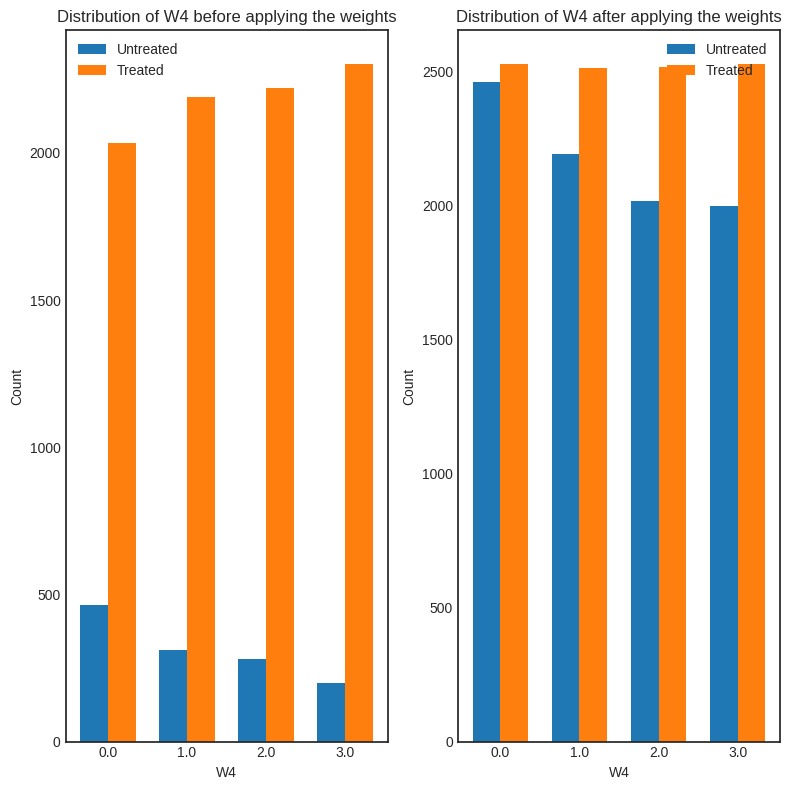 Distribution of W4 before applying the weights
Untreated
Treated
2000
1500
1000
500
0
Count
0.0 1.0 2.0 3.0
W4
Distribution of W4 after applying the weights
Untreated
Treated
2500
2000
1500
1000
500
0
Count
0.0 1.0 2.0 3.0
W4